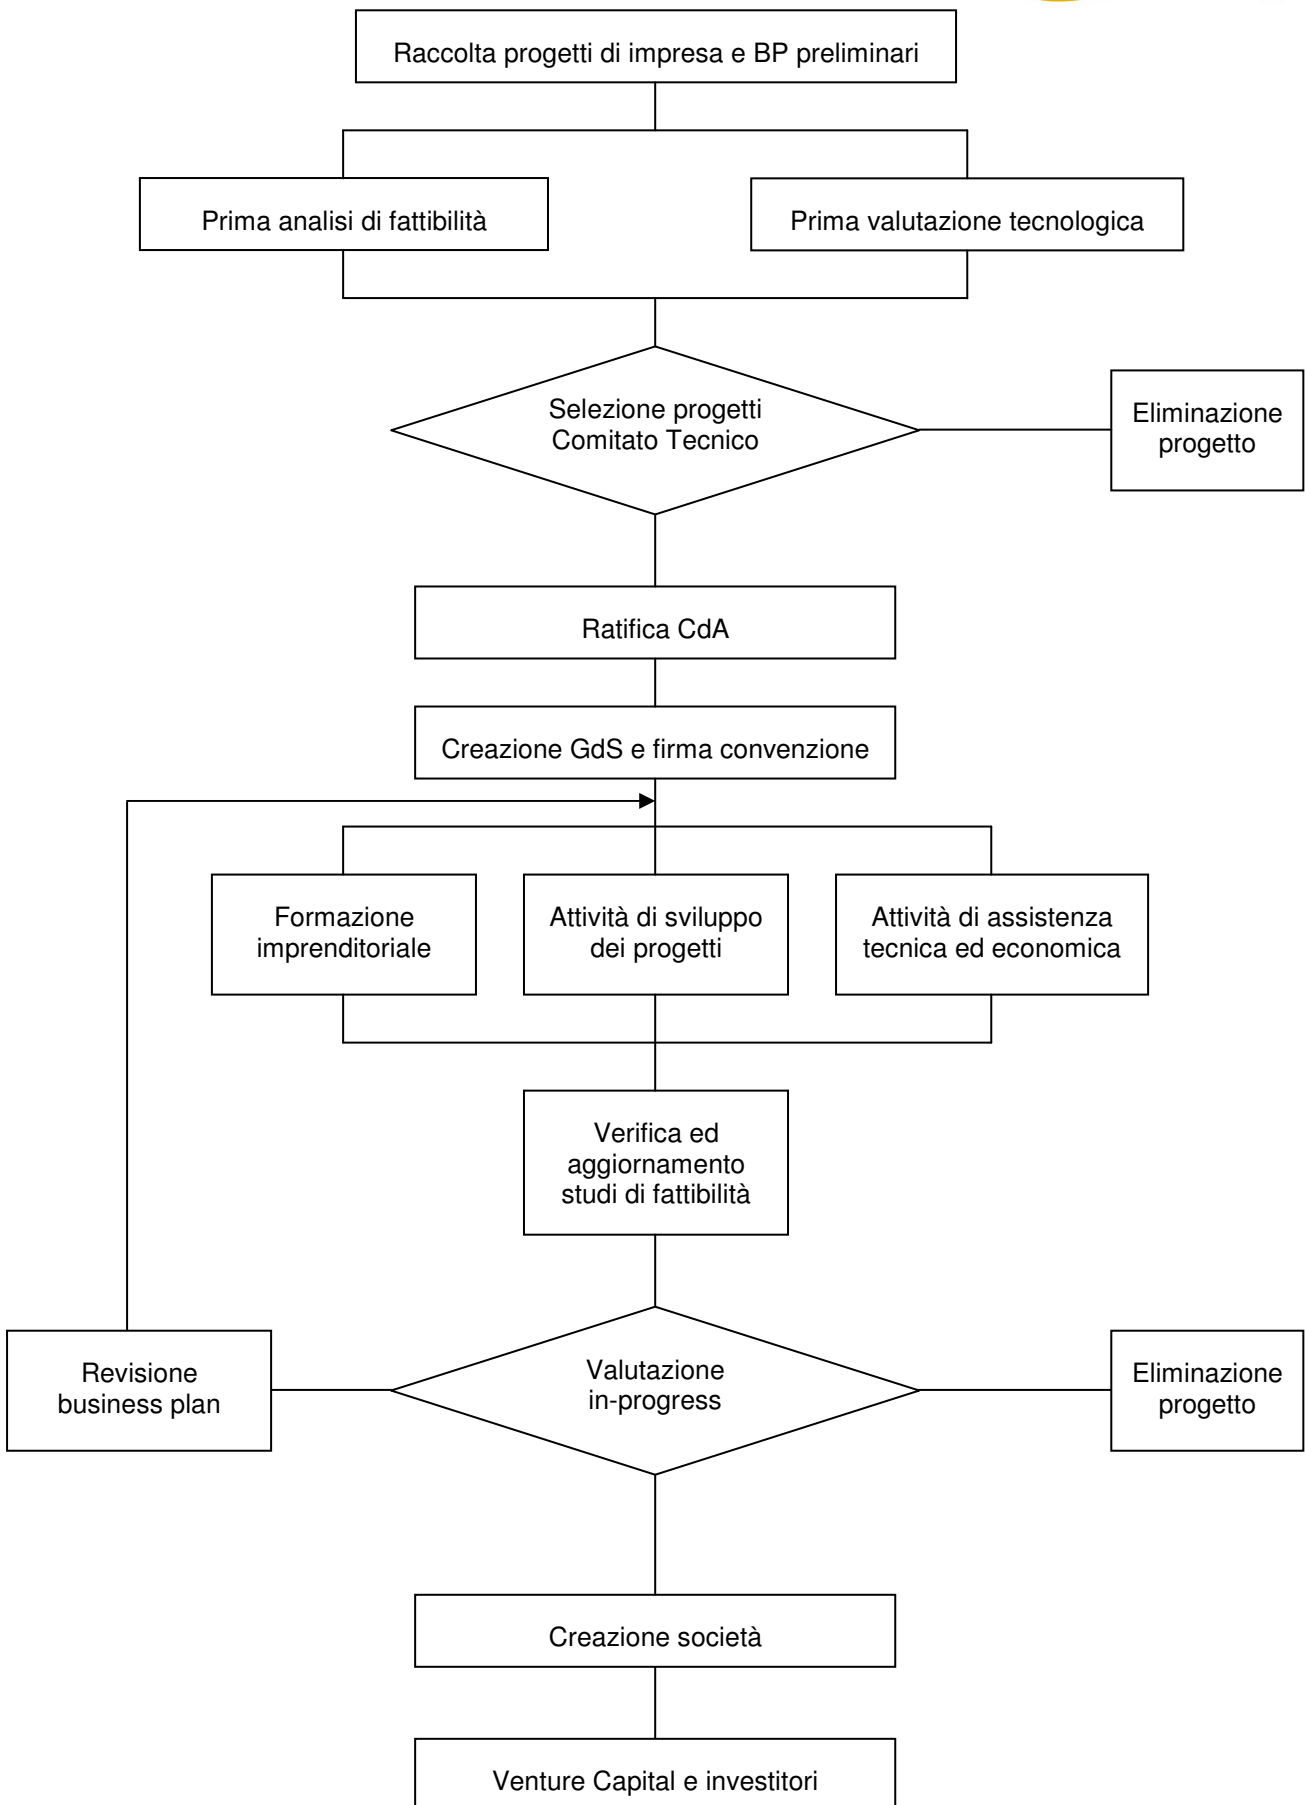 Raccolta progetti di impresa e BP preliminari
Prima analisi di fattibilità
Prima valutazione tecnologica
Selezione progetti
Comitato Tecnico
Eliminazione
progetto
Ratifica CdA
Creazione GdS e firma convenzione
Formazione
imprenditoriale
Attività di sviluppo
dei progetti
Attività di assistenza
tecnica ed economica
Verifica ed
aggiornamento
studi di fattibilità
Revisione
business plan
Valutazione
in-progress
Eliminazione
progetto
Creazione società
Venture Capital e investitori